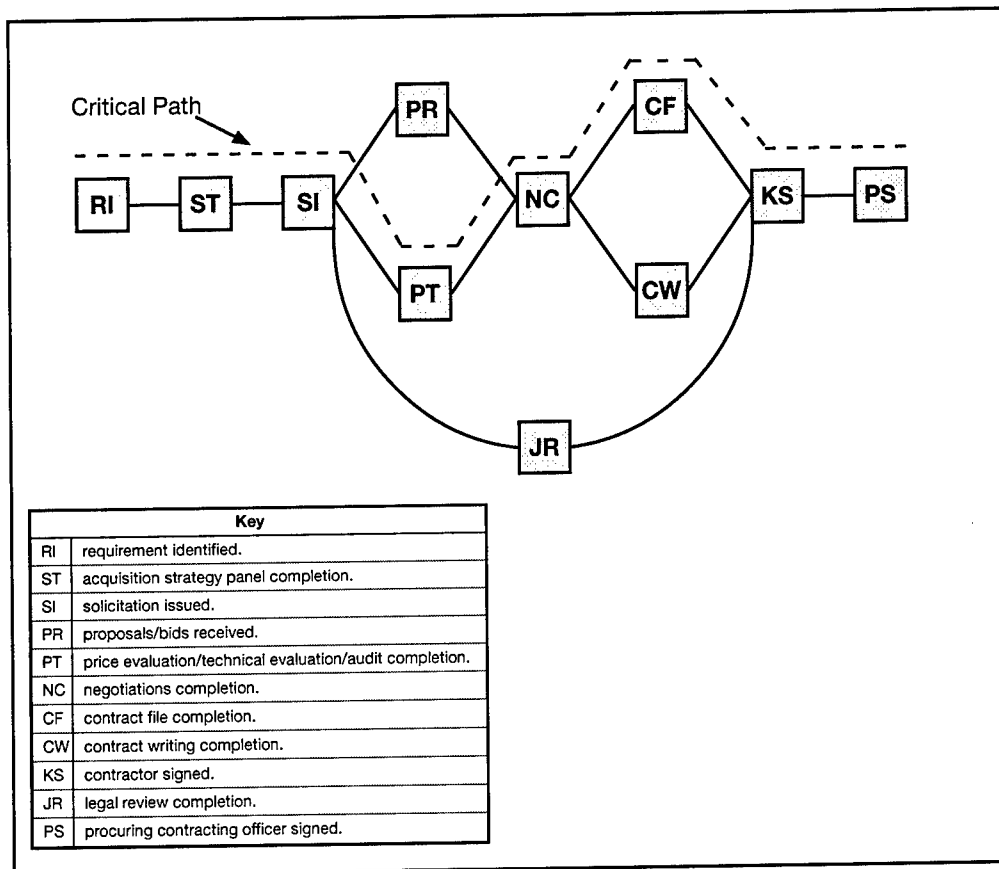 Critical Path
PR
CF
RI
ST
SI
NC
KS
PS
PT
CW
JR
Key
RI requirement identified.
ST acquisition strategy panel completion.
SI solicitation issued.
PR proposals/bids received.
PT price evaluation/technical evaluation/audit completion.
NC negotiations completion.
CF contract file completion.
CW contract writing completion.
KS contractor signed.
JR legal review completion.
PS procuring contracting officer signed.